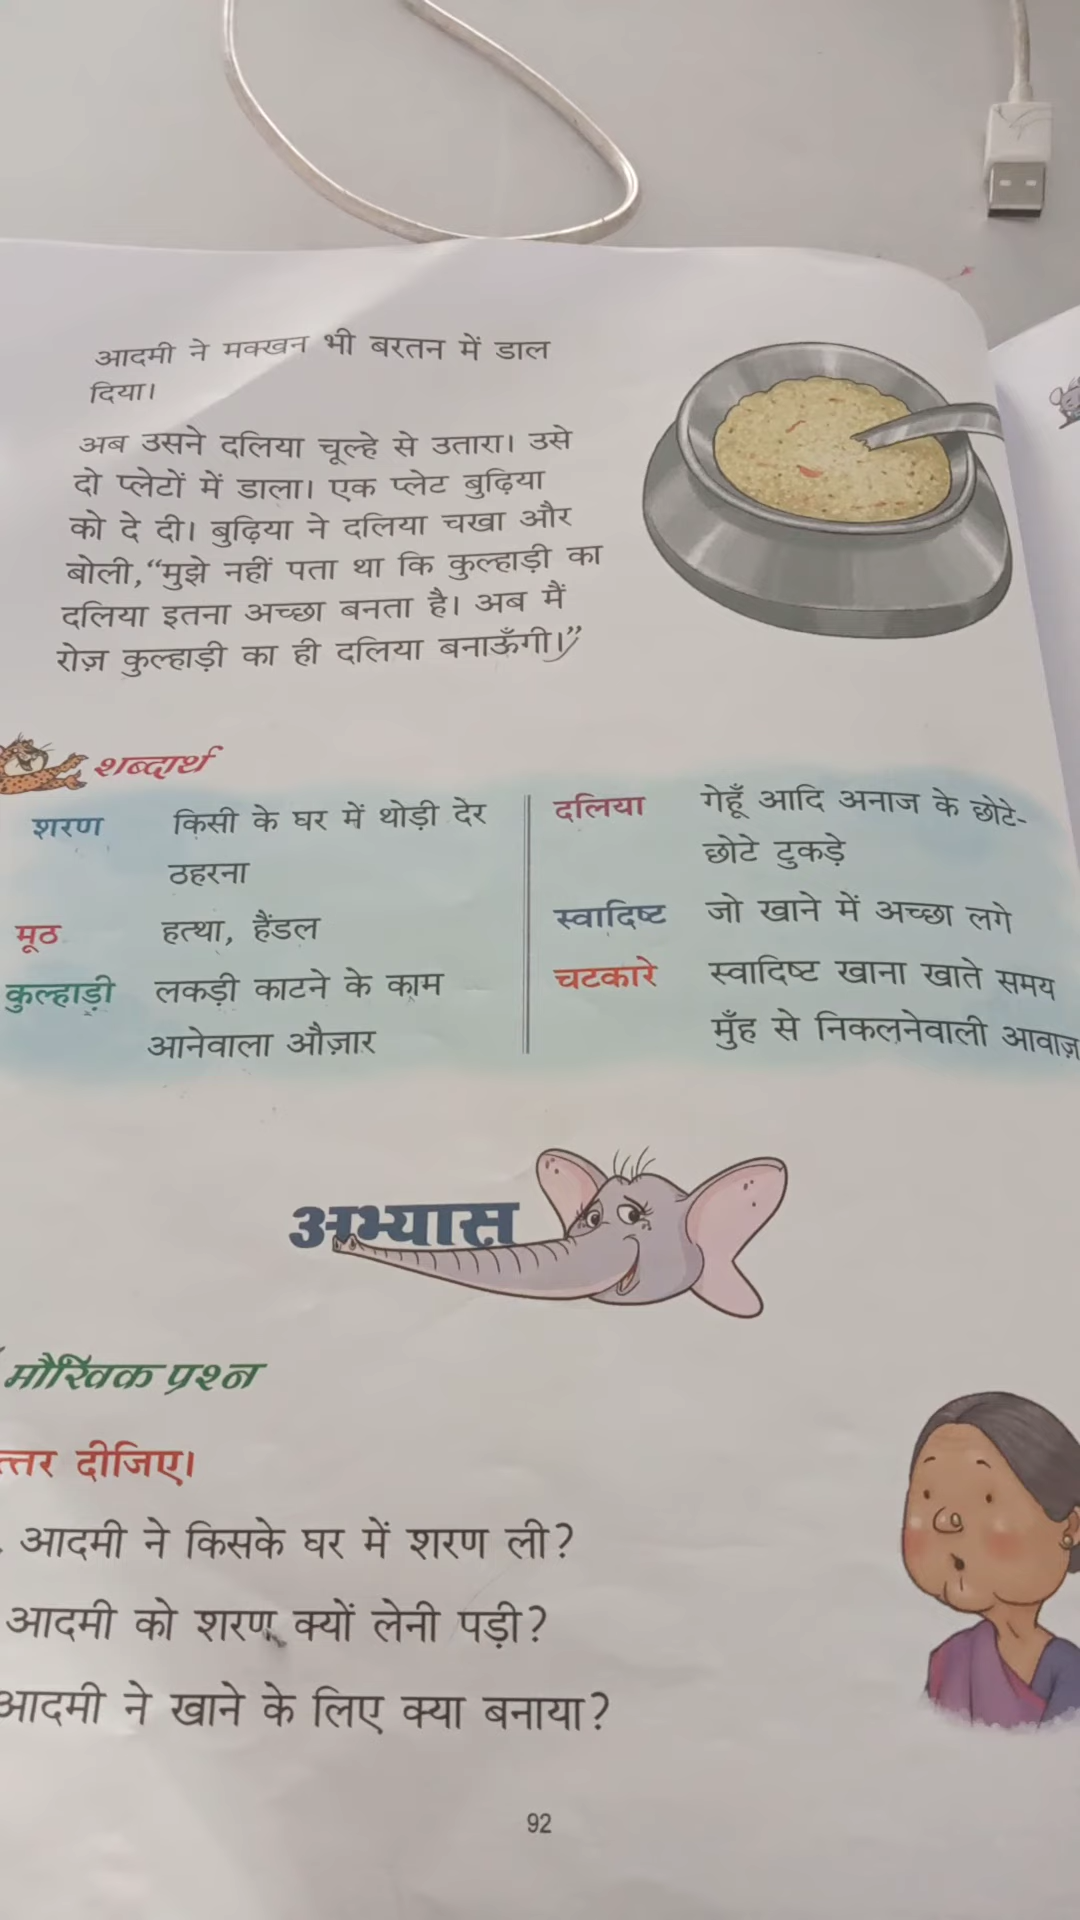 आदमी ने मक्खन भी बरतन में डाल
दिया।
अब उसने दलिया चूल्हे से उतारा। उसे
दो प्लेटों में डाला। एक प्लेट बुढ़िया
को दे दी। बुढ़िया ने दलिया चखा और
बोली, “मुझे नहीं पता था कि कुल्हाड़ी का
दलिया इतना अच्छा बनता है। अब मैं
रोज़ कुल्हाड़ी का ही दलिया बनाऊँगी।”
शब्दार्थ
शरण किसी के घर में थोड़ी देर
ठहरना
मूठ हत्था, हैंडल
कुल्हाड़ी लकड़ी काटने के काम
आनेवाला औज़ार
दलिया गेहूँ आदि अनाज के छोटे-
छोटे टुकड़े
स्वादिष्ट जो खाने में अच्छा लगे
चटकारे स्वादिष्ट खाना खाते समय
मुँह से निकलनेवाली आवाज़
अभ्यास
मौखिक प्रश्न
त्तर दीजिए।
आदमी ने किसके घर में शरण ली?
आदमी को शरण क्यों लेनी पड़ी?
आदमी ने खाने के लिए क्या बनाया?
92